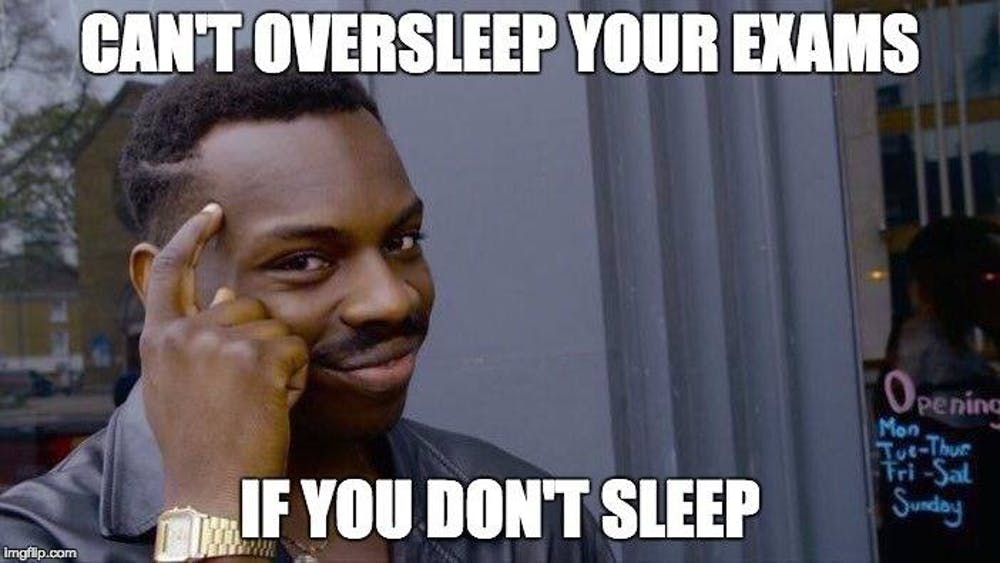 CAN'T OVERSLEEP YOUR EXAMS
IF YOU DON'T SLEEP
Opening
Mon
Tue-Thur
Fri-Sat
Sunday
imgflip.com